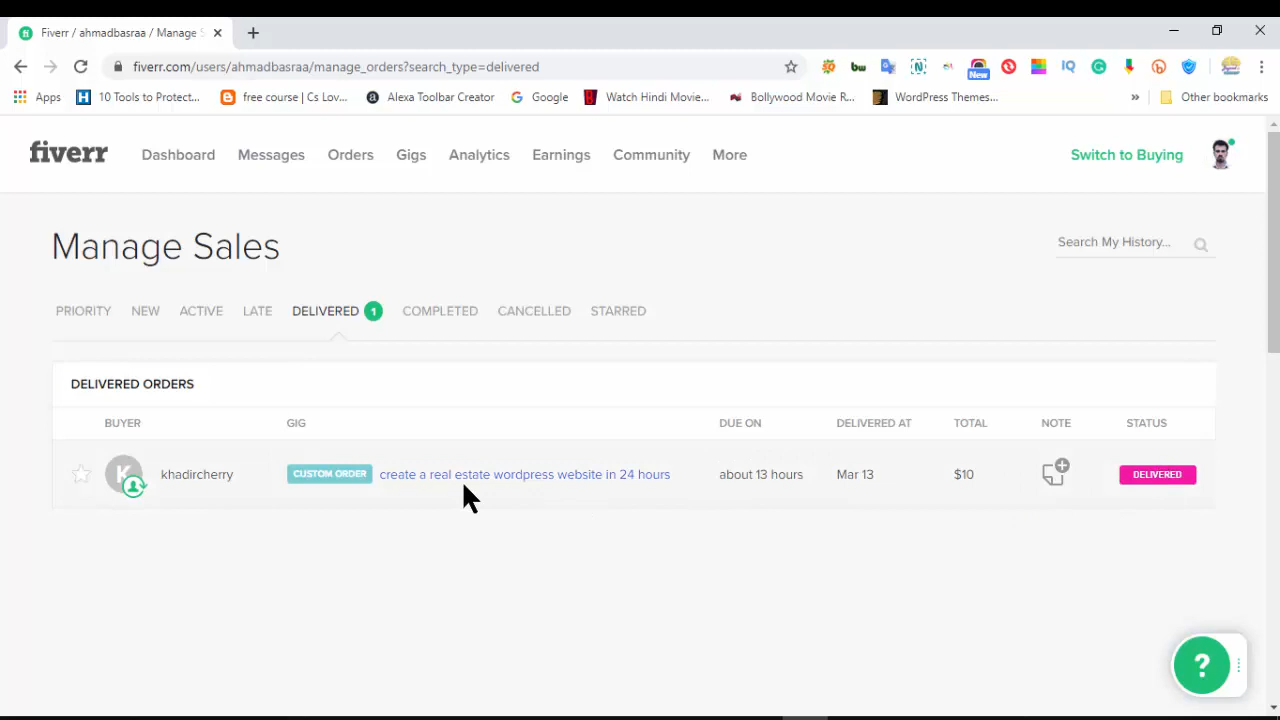 Fiverr / ahmadbasraa / Manage S
fiverr.com/users/ahmadbasraa/manage_orders?search_type=delivered
New
IQ
Apps
10 Tools to Protect...
free course | Cs Lov...
Alexa Toolbar Creator
Google
Watch Hindi Movie...
Bollywood Movie R...
WordPress Themes...
»
Other bookmarks
fiverr
Dashboard
Messages
Orders
Gigs
Analytics
Earnings
Community
More
Switch to Buying
Manage Sales
Search My History...
PRIORITY
NEW
ACTIVE
LATE
DELIVERED 1
COMPLETED
CANCELLED
STARRED
DELIVERED ORDERS
BUYER
GIG
DUE ON
DELIVERED AT
TOTAL
NOTE
STATUS
K
khadircherry
CUSTOM ORDER
create a real estate wordpress website in 24 hours
about 13 hours
Mar 13
$10
DELIVERED
?